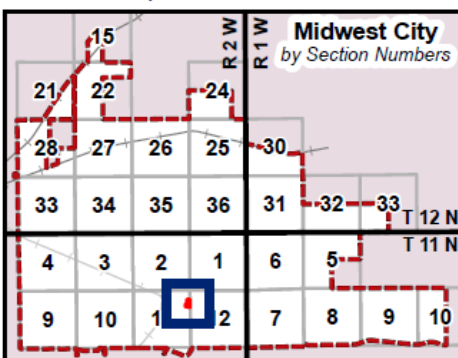 Midwest City
by Section Numbers
R 2 W
R 1 W
15
21 22 24
28 27 26 25 30
33 34 35 36 31 32 33
T 12 N
T 11 N
4 3 2 1 6 5
9 10 7 8 9 10